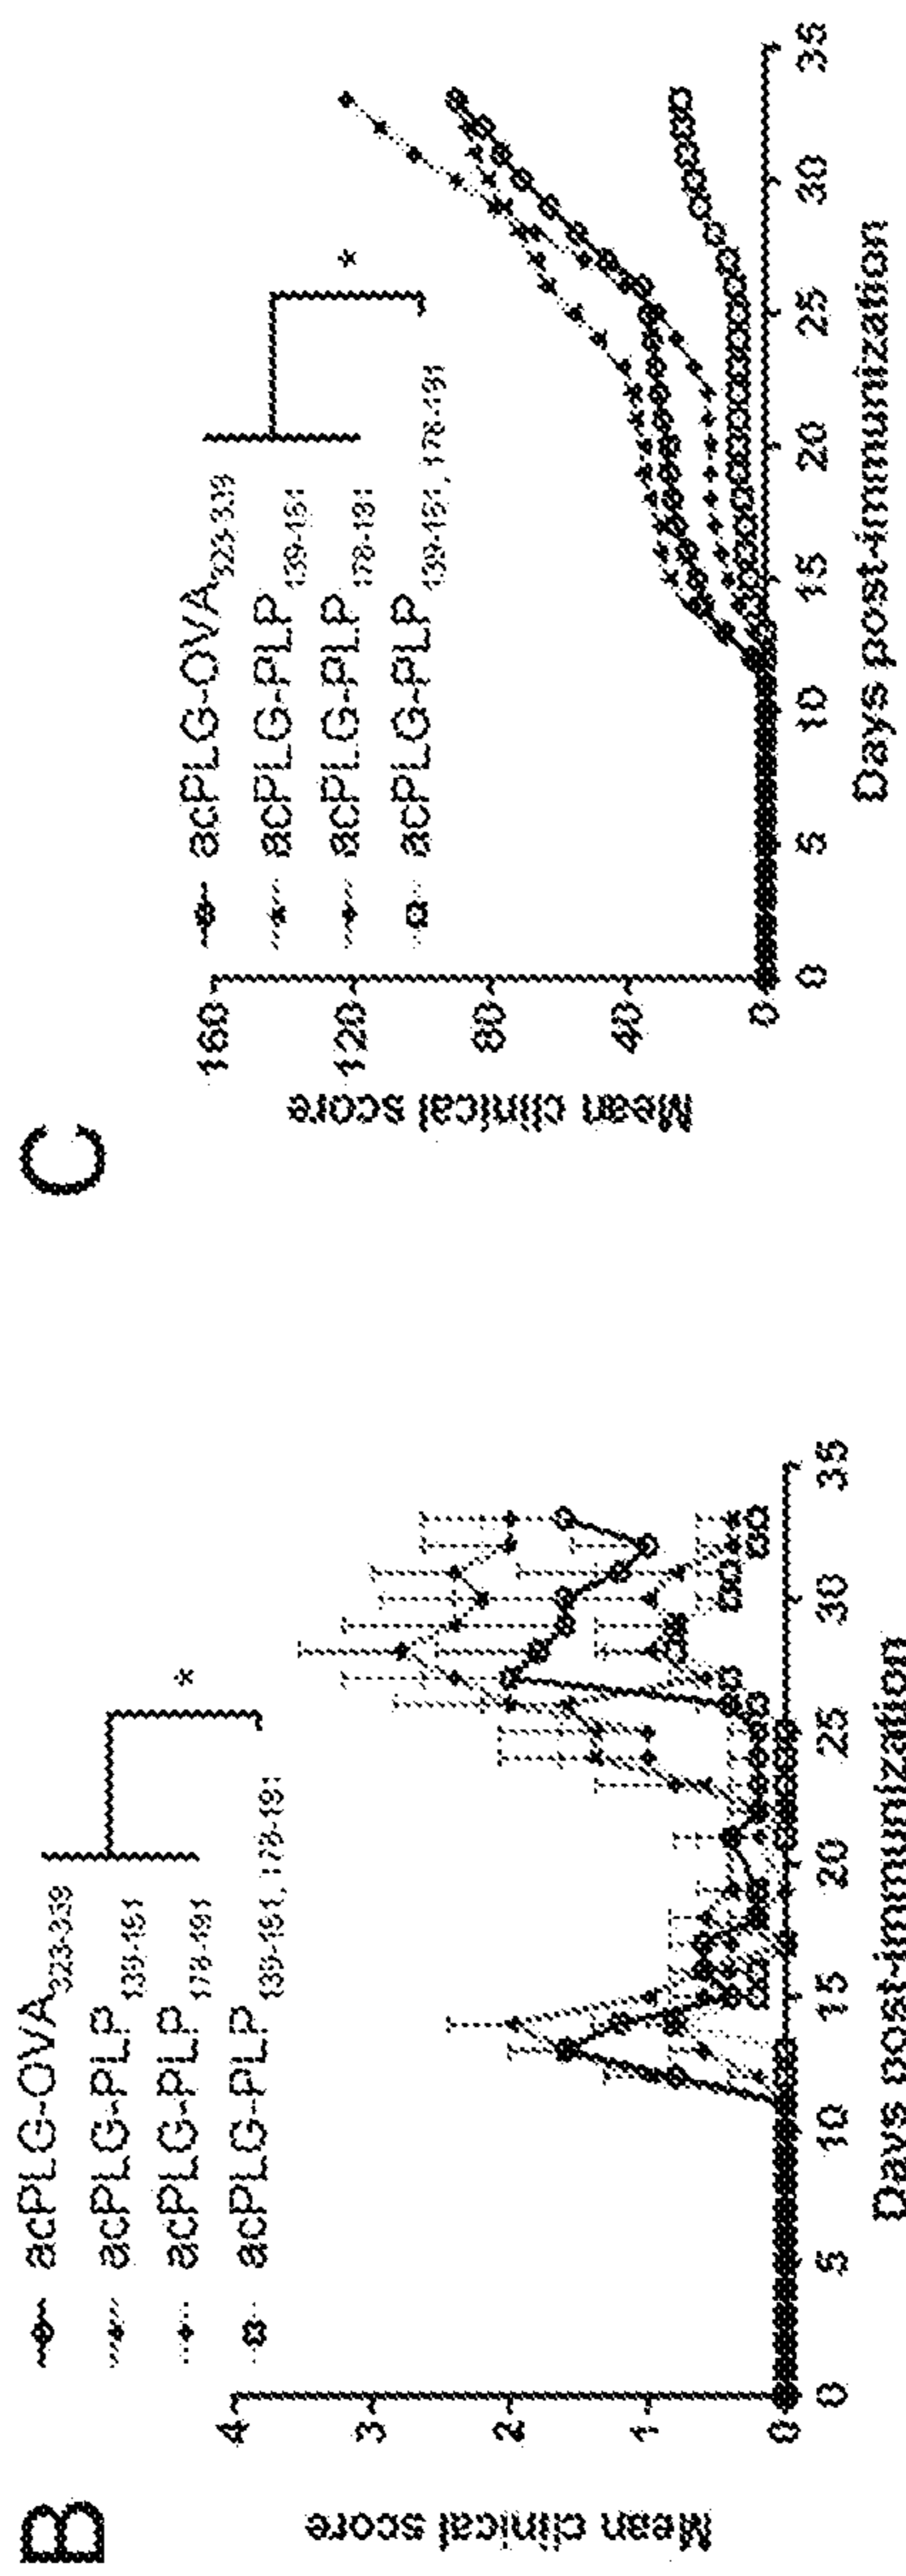 B
Mean clinical score
4
3
2
1
0
0 5 10 15 20 25 30 35
Days post-immunization
acPLG-OVA323-339
acPLG-PLP139-151
acPLG-PLP178-191
acPLG-PLP139-151, 178-191
*
C
Mean clinical score
160
120
80
40
0
0 5 10 15 20 25 30 35
Days post-immunization
acPLG-OVA323-339
acPLG-PLP139-151
acPLG-PLP178-191
acPLG-PLP139-151, 178-191
*